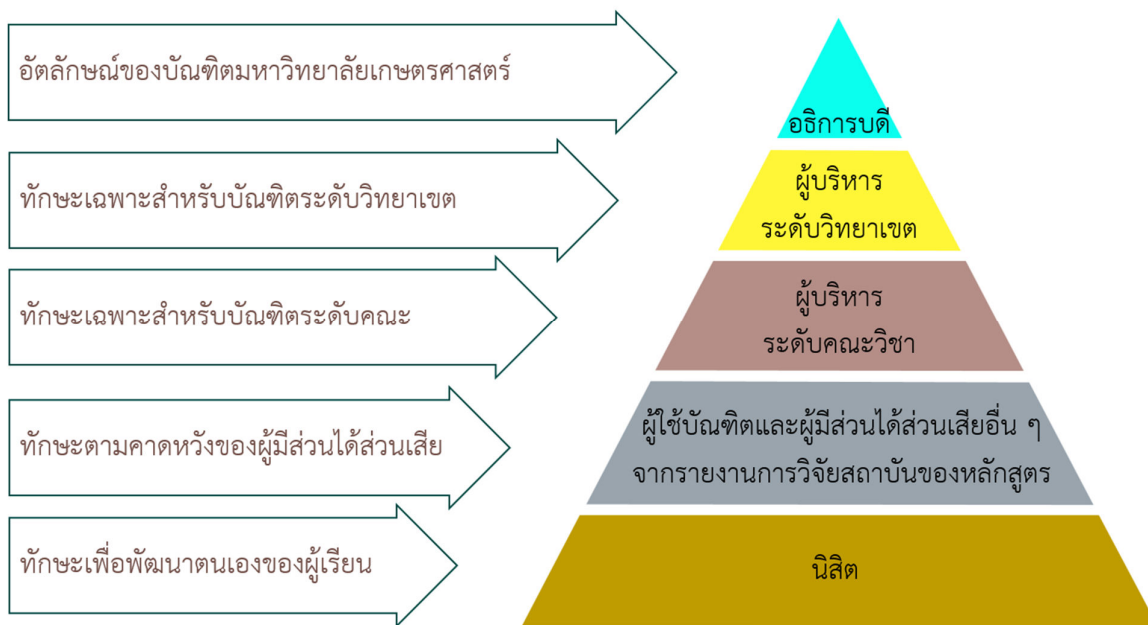 อัตลักษณ์ของบัณฑิตมหาวิทยาลัยเกษตรศาสตร์
อธิการบดี
ทักษะเฉพาะสำหรับบัณฑิตระดับวิทยาเขต
ผู้บริหาร
ระดับวิทยาเขต
ทักษะเฉพาะสำหรับบัณฑิตระดับคณะ
ผู้บริหาร
ระดับคณะวิชา
ทักษะตามคาดหวังของผู้มีส่วนได้ส่วนเสีย
ผู้ใช้บัณฑิตและผู้มีส่วนได้ส่วนเสียอื่น ๆ
จากรายงานการวิจัยสถาบันของหลักสูตร
ทักษะเพื่อพัฒนาตนเองของผู้เรียน
นิสิต